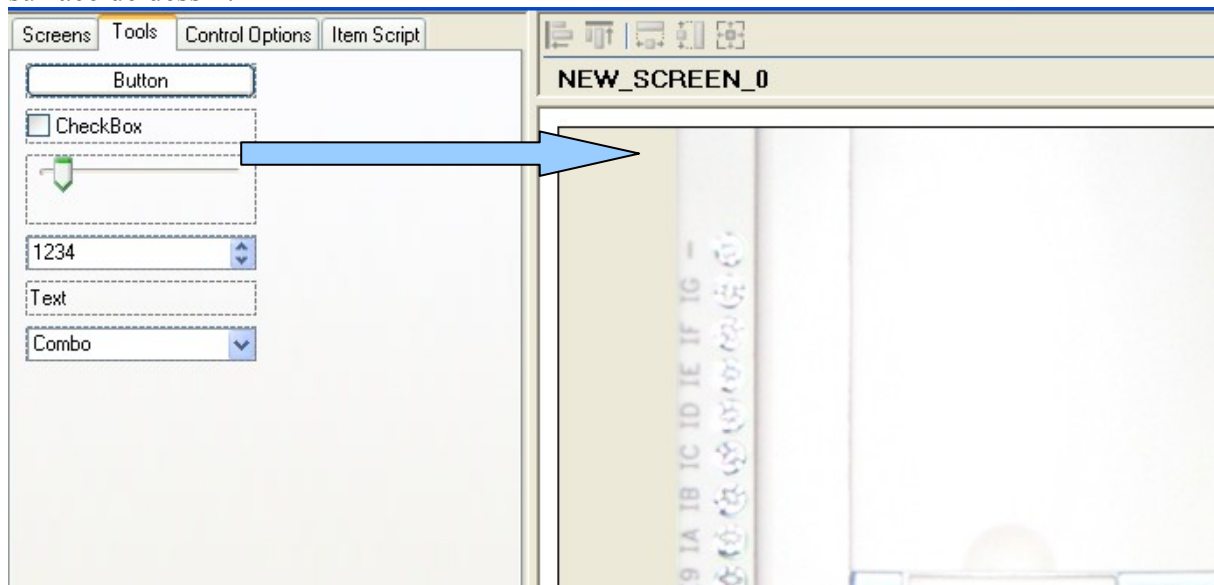 Screens Tools Control Options Item Script
Button
CheckBox
1234
Text
Combo
NEW_SCREEN_0
9 IA IB IC ID IE IF IG -